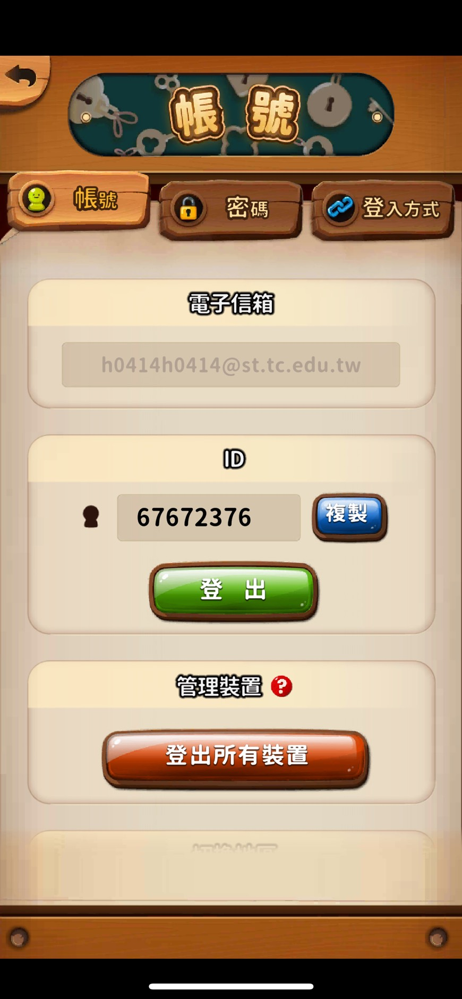 帳號
帳號
密碼
登入方式
電子信箱
h0414h0414@st.tc.edu.tw
ID
67672376
複製
登出
管理裝置 ?
登出所有裝置